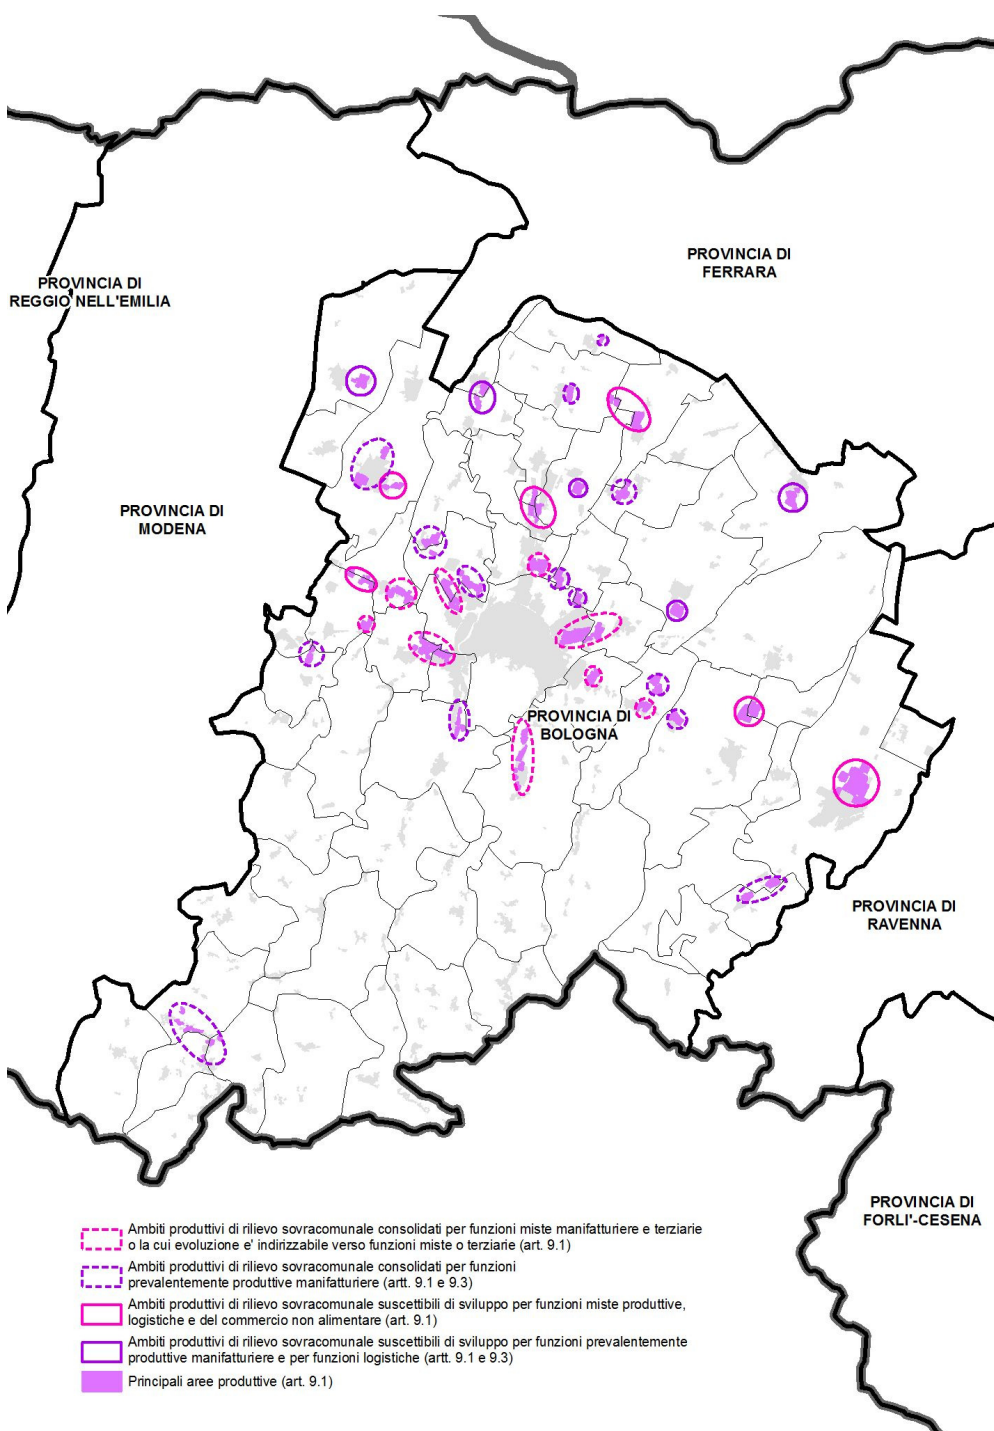 PROVINCIA DI
FERRARA
PROVINCIA DI
REGGIO NELL'EMILIA
PROVINCIA DI
MODENA
PROVINCIA DI
BOLOGNA
PROVINCIA DI
RAVENNA
PROVINCIA DI
FORLI'-CESENA
Ambiti produttivi di rilievo sovracomunale consolidati per funzioni miste manifatturiere e terziarie
o la cui evoluzione e' indirizzabile verso funzioni miste o terziarie (art. 9.1)
Ambiti produttivi di rilievo sovracomunale consolidati per funzioni
prevalentemente produttive manifatturiere (artt. 9.1 e 9.3)
Ambiti produttivi di rilievo sovracomunale suscettibili di sviluppo per funzioni miste produttive,
logistiche e del commercio non alimentare (art. 9.1)
Ambiti produttivi di rilievo sovracomunale suscettibili di sviluppo per funzioni prevalentemente
produttive manifatturiere e per funzioni logistiche (artt. 9.1 e 9.3)
Principali aree produttive (art. 9.1)